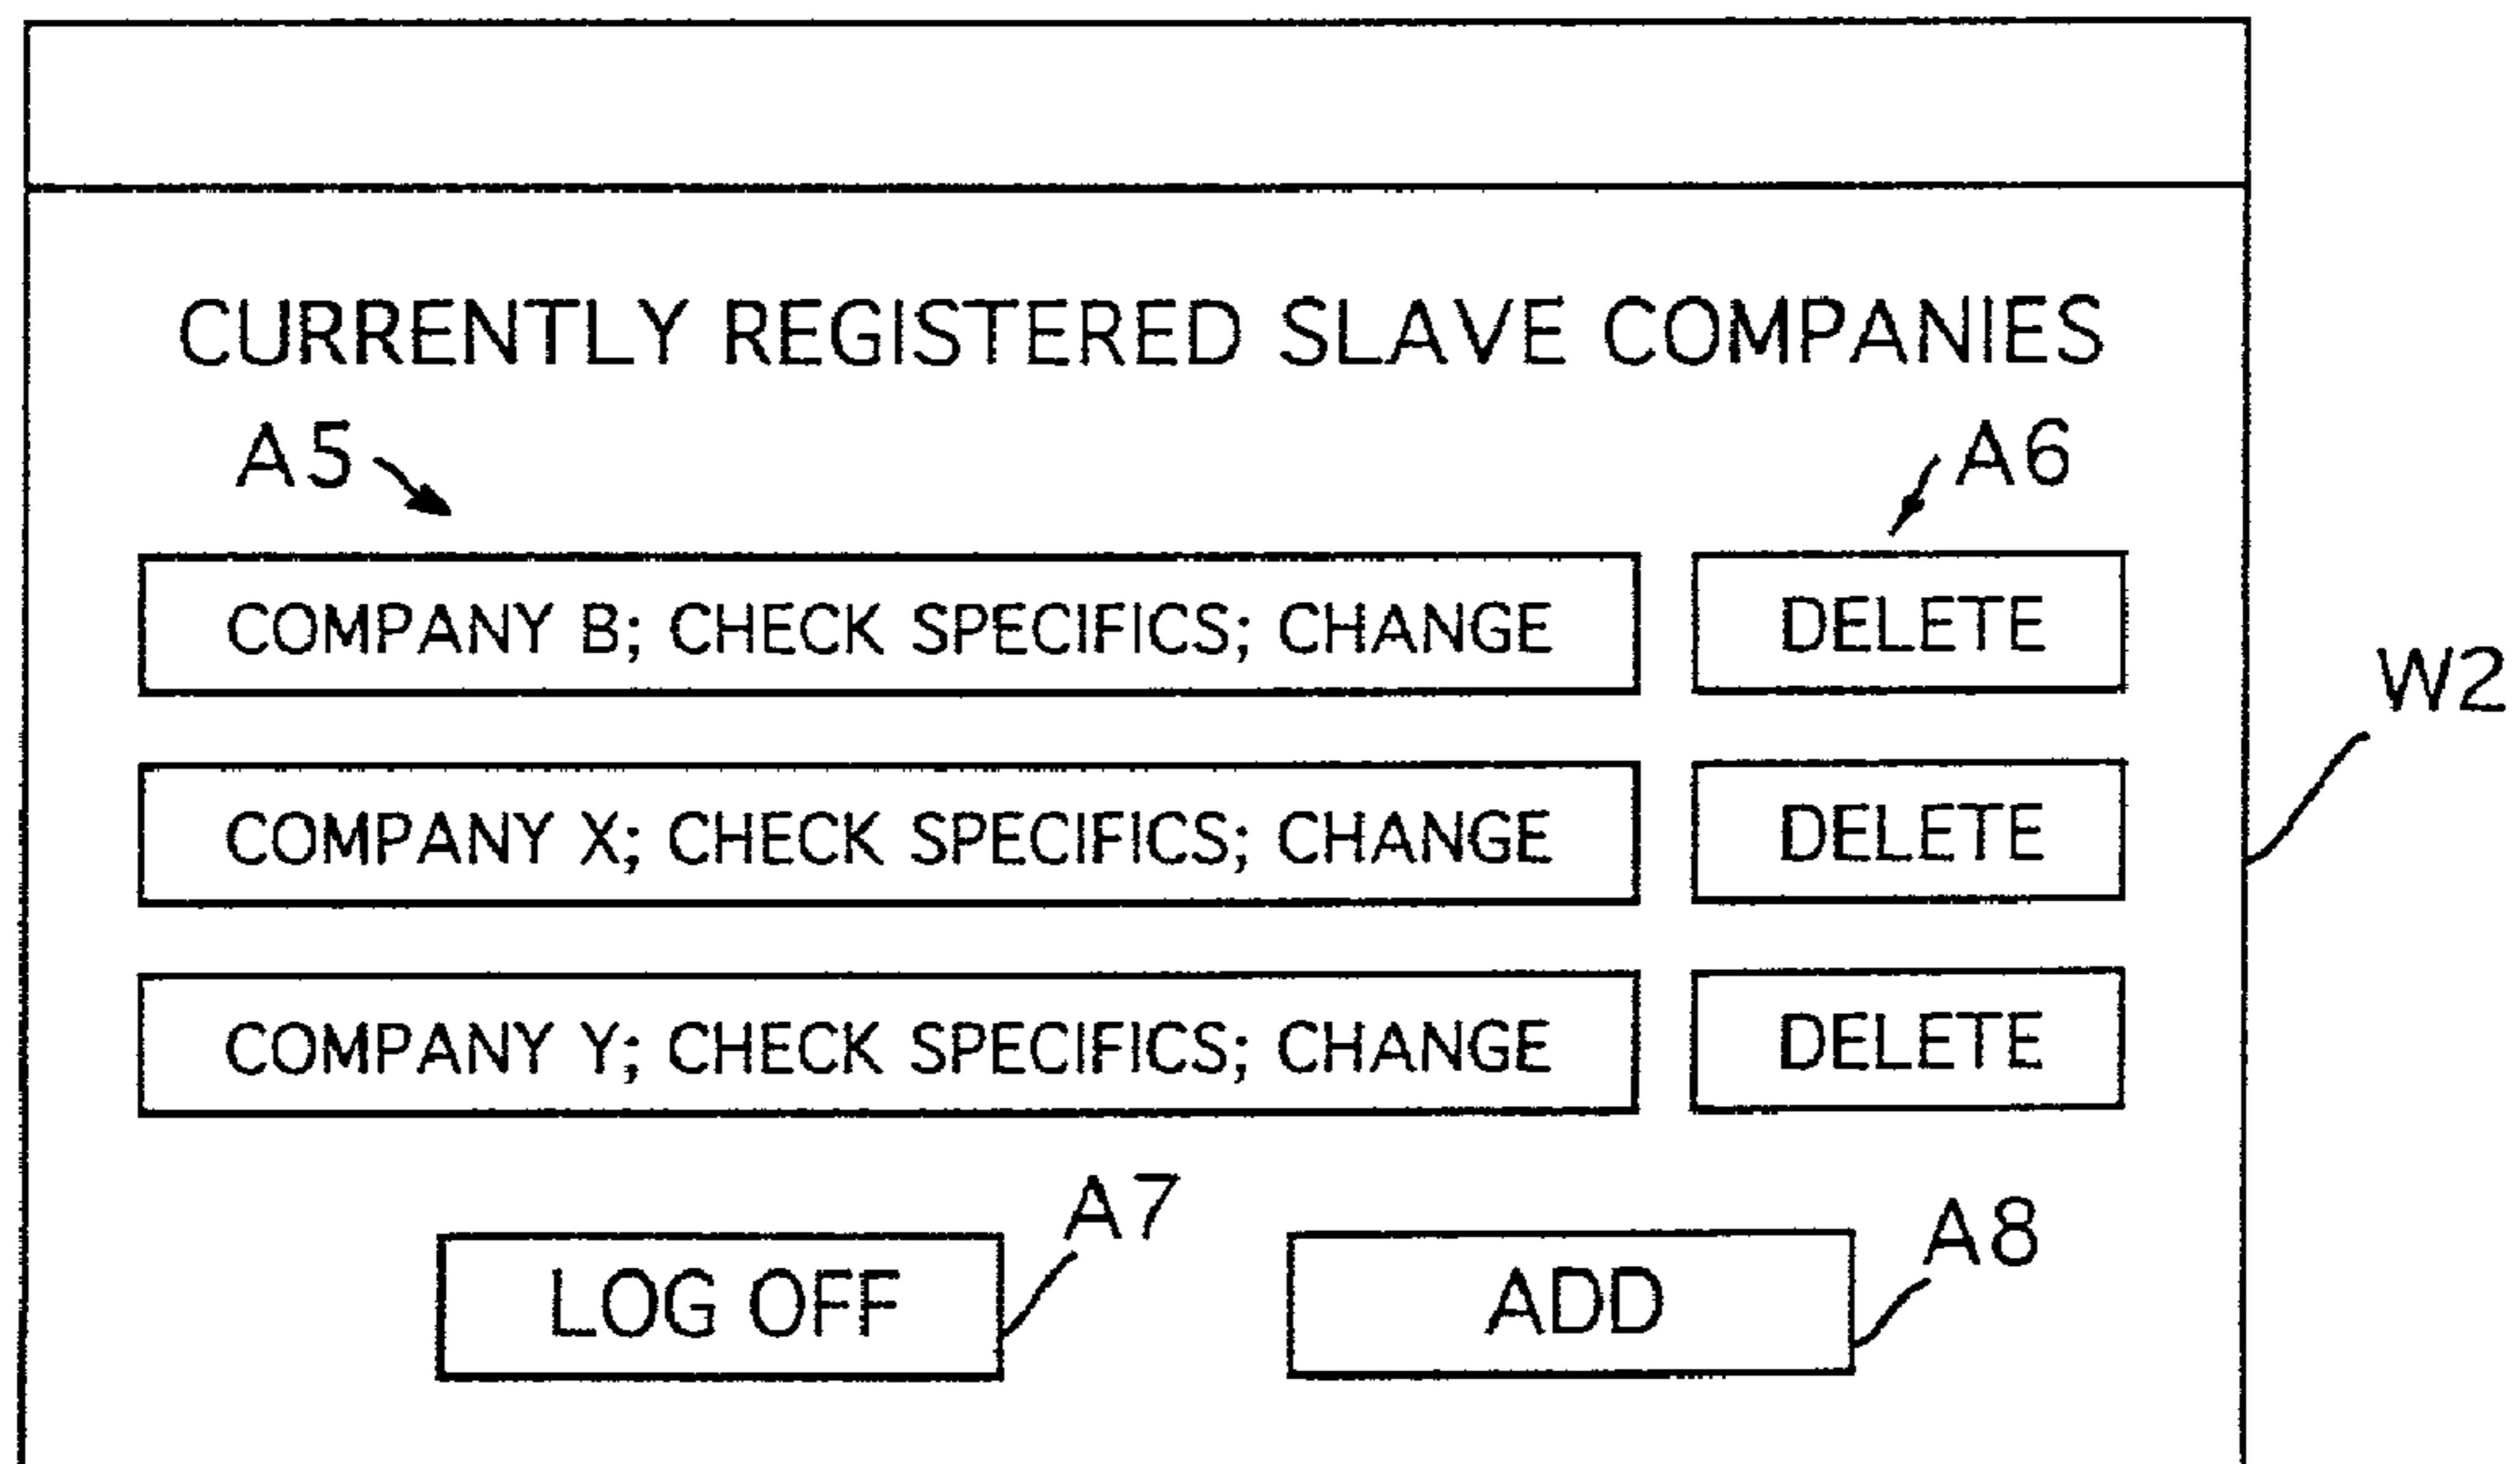 CURRENTLY REGISTERED SLAVE COMPANIES
A5 A6
COMPANY B; CHECK SPECIFICS; CHANGE DELETE
W2
COMPANY X; CHECK SPECIFICS; CHANGE DELETE
COMPANY Y; CHECK SPECIFICS; CHANGE DELETE
A7 A8
LOG OFF ADD